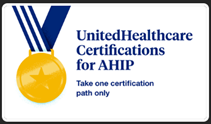 UnitedHealthcare
Certifications
for AHIP
Take one certification
path only